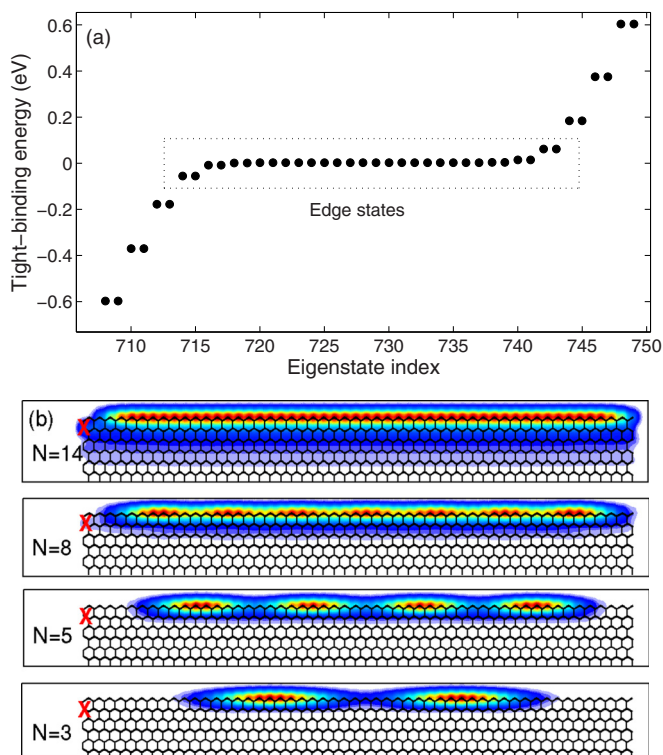 (a)
Tight−binding energy (eV)
0.6
0.4
0.2
0
−0.2
−0.4
−0.6
Edge states
710 715 720 725 730 735 740 745 750
Eigenstate index
(b)
X
N=14
X
N=8
X
N=5
X
N=3